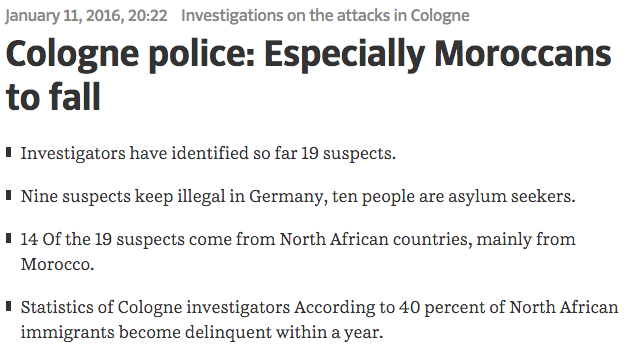 January 11, 2016, 20:22 Investigations on the attacks in Cologne
Cologne police: Especially Moroccans
to fall
Investigators have identified so far 19 suspects.
Nine suspects keep illegal in Germany, ten people are asylum seekers.
14 Of the 19 suspects come from North African countries, mainly from
Morocco.
Statistics of Cologne investigators According to 40 percent of North African
immigrants become delinquent within a year.